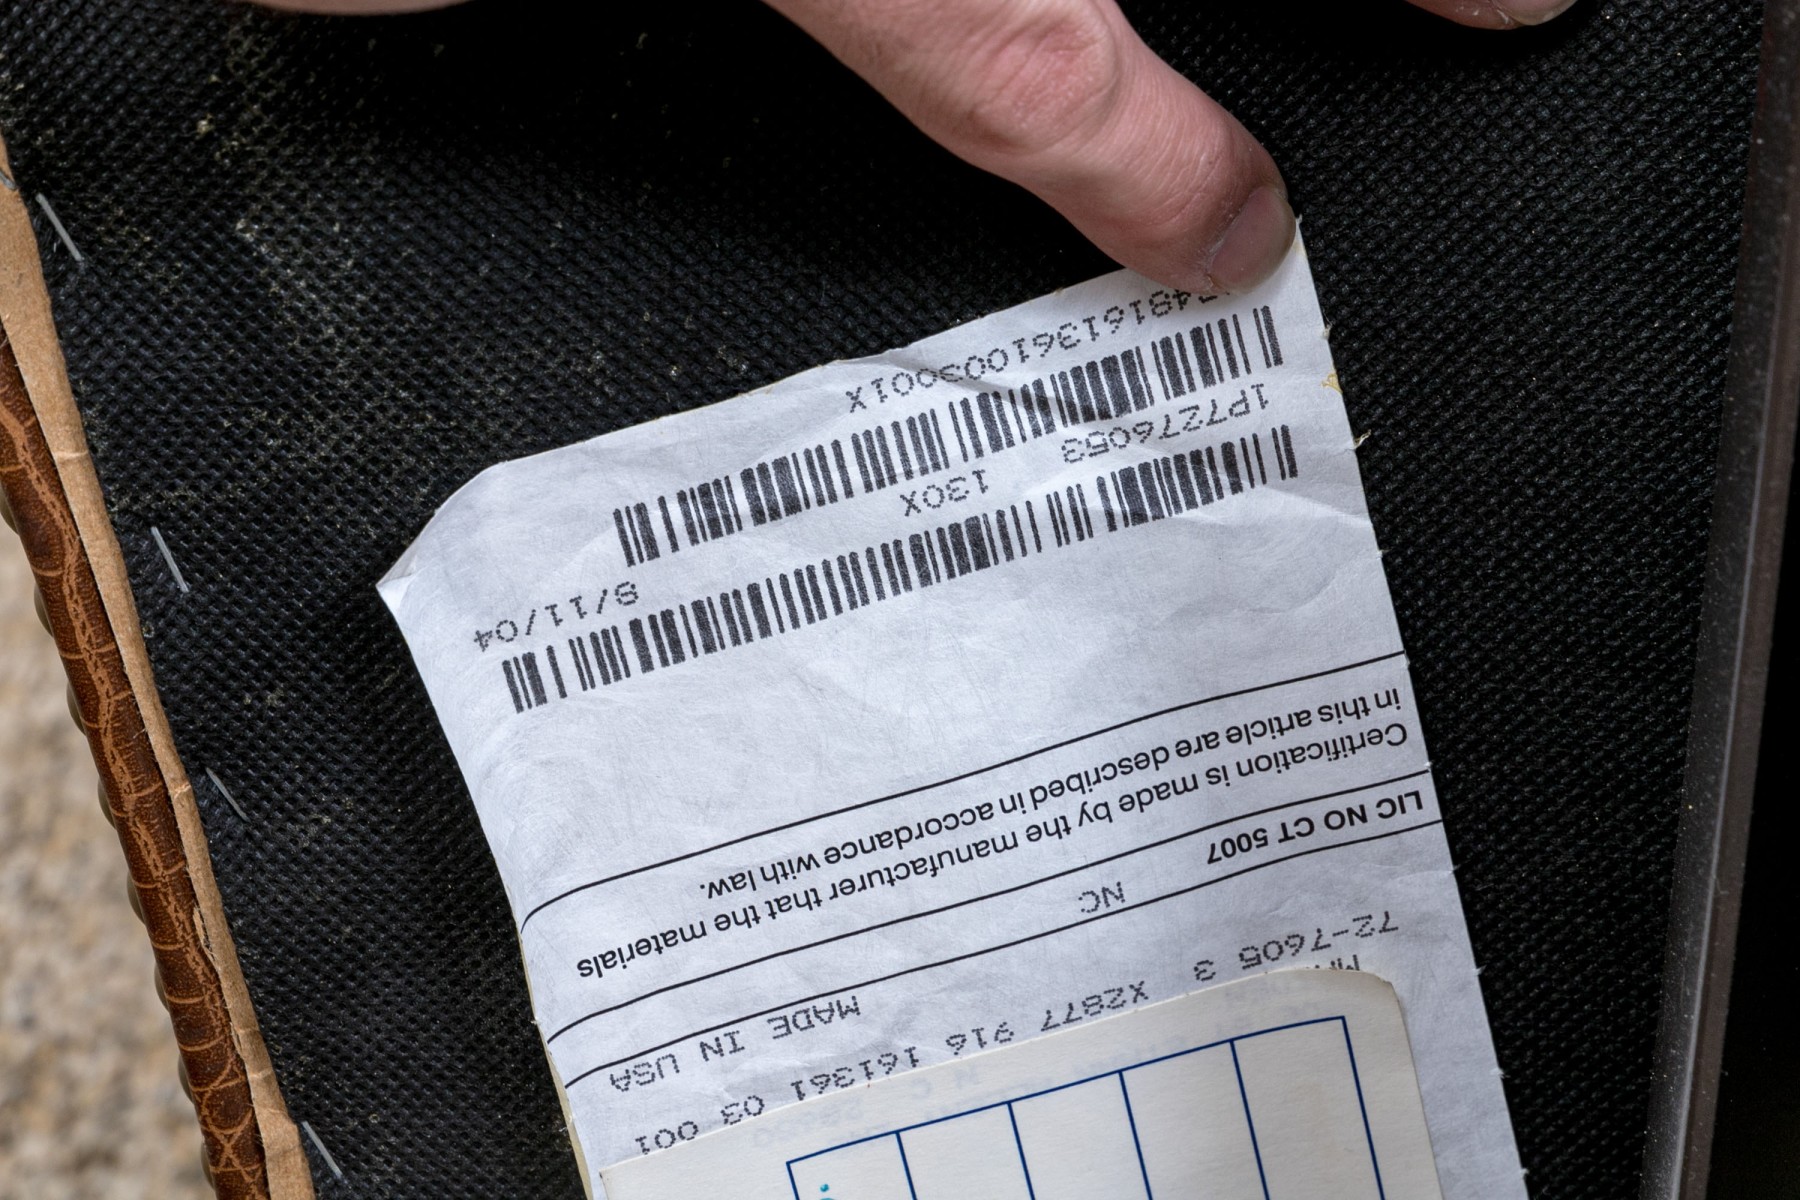 72-7605 3 X2877 916 161361 03 001
NC MADE IN USA
LIC NO CT 5007
Certification is made by the manufacturer that the materials
in this article are described in accordance with law.
1P7276053 130X 8/11/04